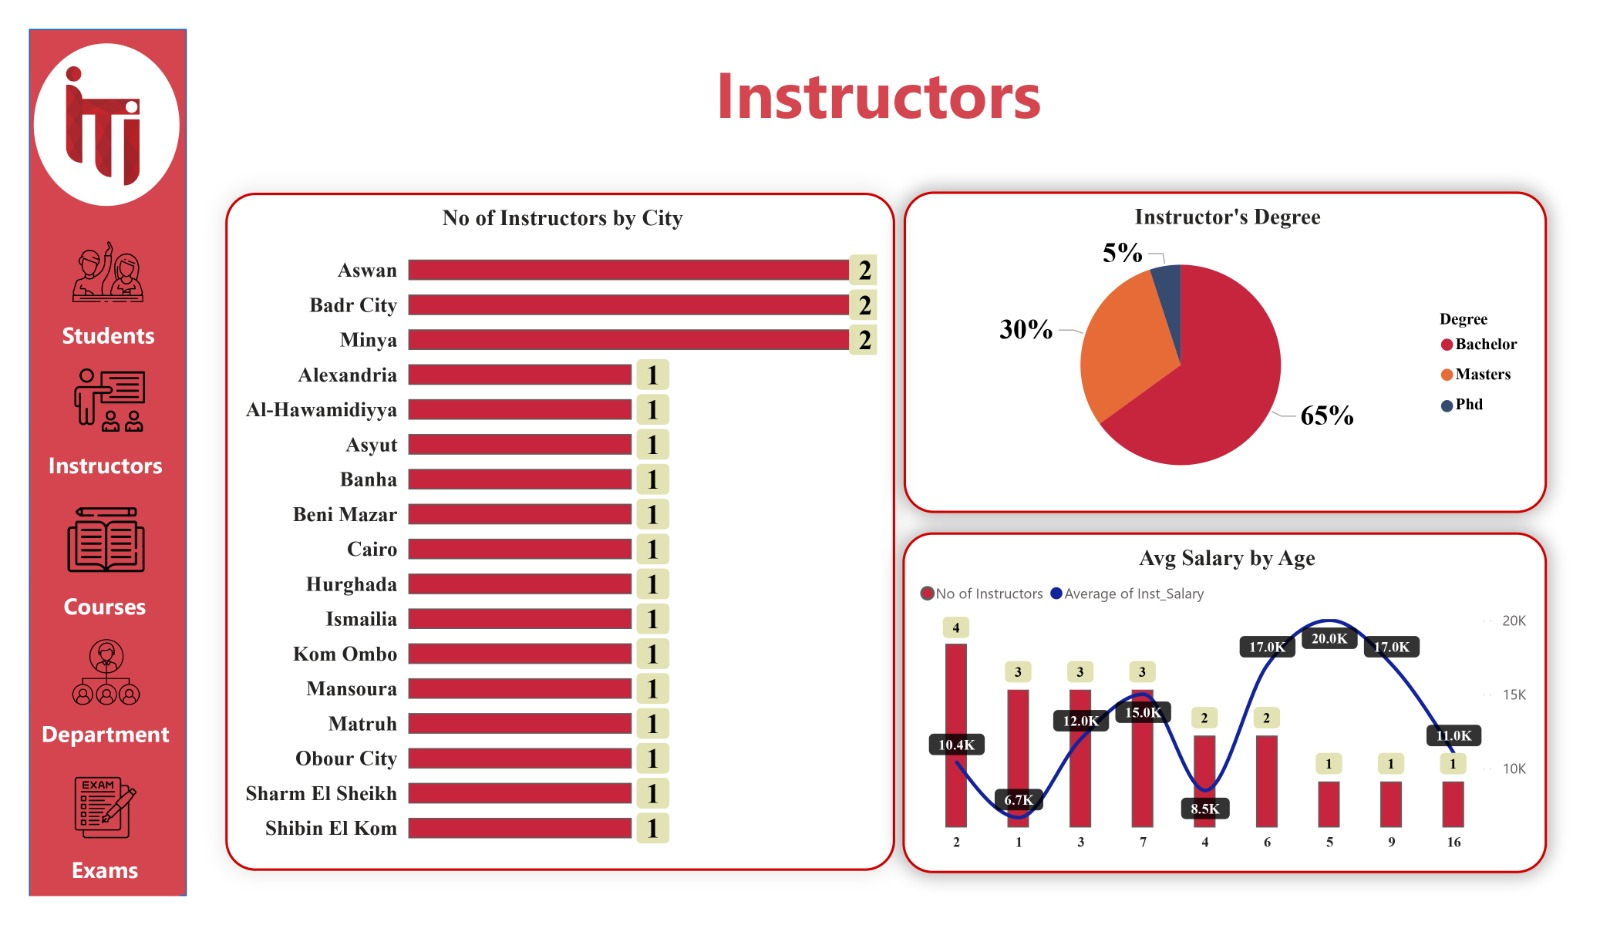 iTi
Students
Instructors
Courses
Department
EXAM
Exams
Instructors
No of Instructors by City
Aswan 2
Badr City 2
Minya 2
Alexandria 1
Al-Hawamidiyya 1
Asyut 1
Banha 1
Beni Mazar 1
Cairo 1
Hurghada 1
Ismailia 1
Kom Ombo 1
Mansoura 1
Matruh 1
Obour City 1
Sharm El Sheikh 1
Shibin El Kom 1
Instructor's Degree
5%
30%
65%
Degree
Bachelor
Masters
Phd
Avg Salary by Age
No of Instructors Average of Inst_Salary
4 3 3 3 2 2 1 1 1
10.4K 6.7K 12.0K 15.0K 8.5K 17.0K 20.0K 17.0K 11.0K
20K
15K
10K
2 1 3 7 4 6 5 9 16